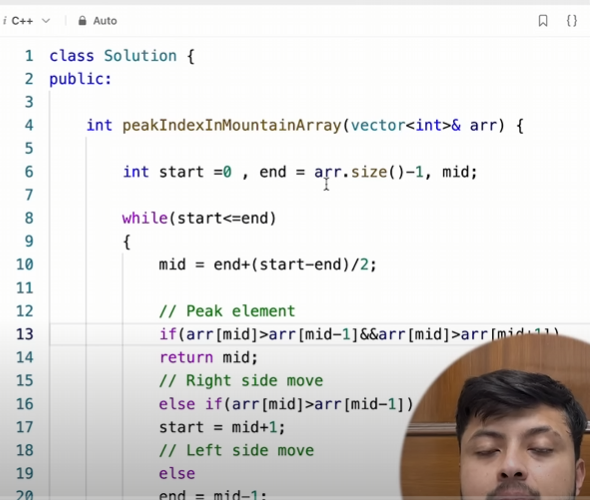 i C++ Auto {}
1 class Solution {
2 public:
3
4 int peakIndexInMountainArray(vector<int>& arr) {
5
6 int start =0 , end = arr.size()-1, mid;
7
8 while(start<=end)
9 {
10 mid = end+(start-end)/2;
11
12 // Peak element
13 if(arr[mid]>arr[mid-1]&&arr[mid]>arr[mid+1])
14 return mid;
15 // Right side move
16 else if(arr[mid]>arr[mid-1])
17 start = mid+1;
18 // Left side move
19 else
20 end = mid-1;